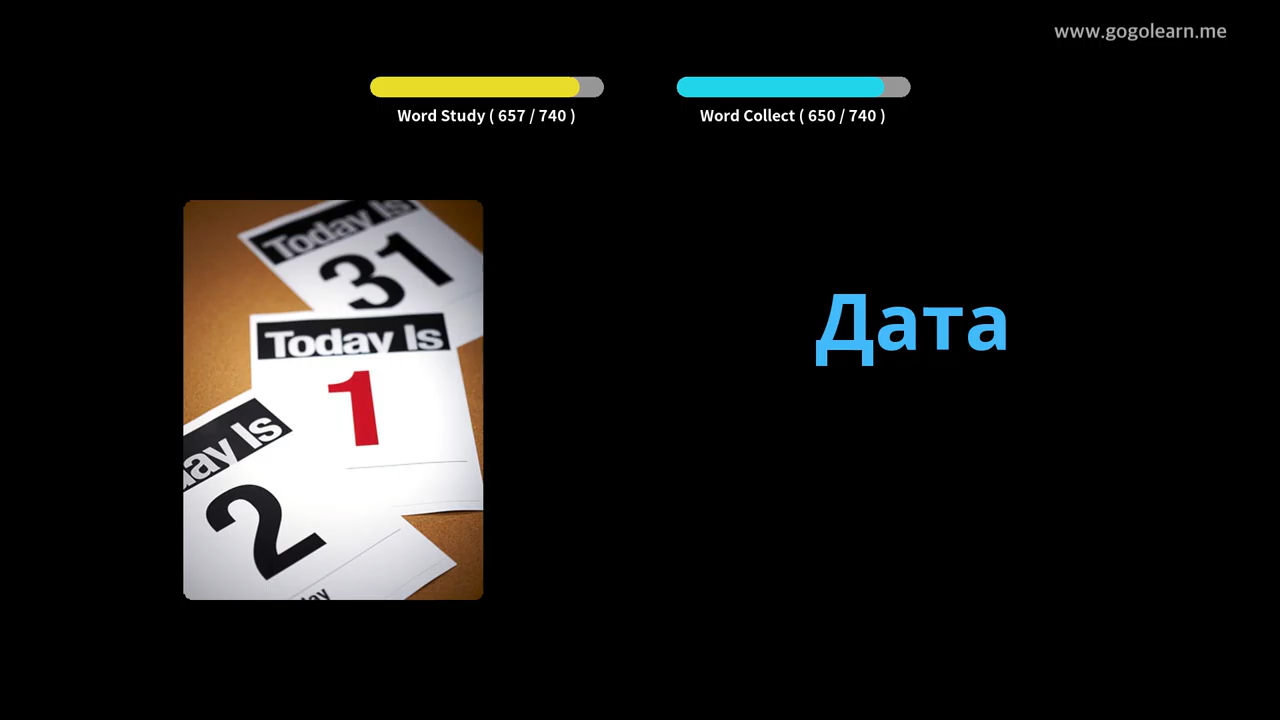 www.gogolearn.me
Word Study ( 657 / 740 )
Word Collect ( 650 / 740 )
Today Is
31
Today Is
1
ay Is
2
Дата